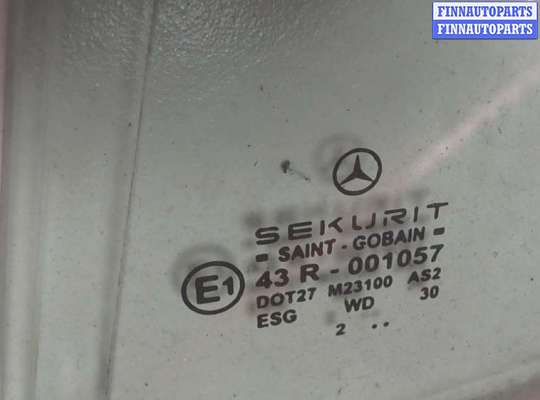 FINNAUTOPARTS
FINNAUTOPARTS
SEKURIT
= SAINT - GOBAIN =
E1
43 R - 001057
DOT27 M23100 AS2
ESG WD 30
2 ..